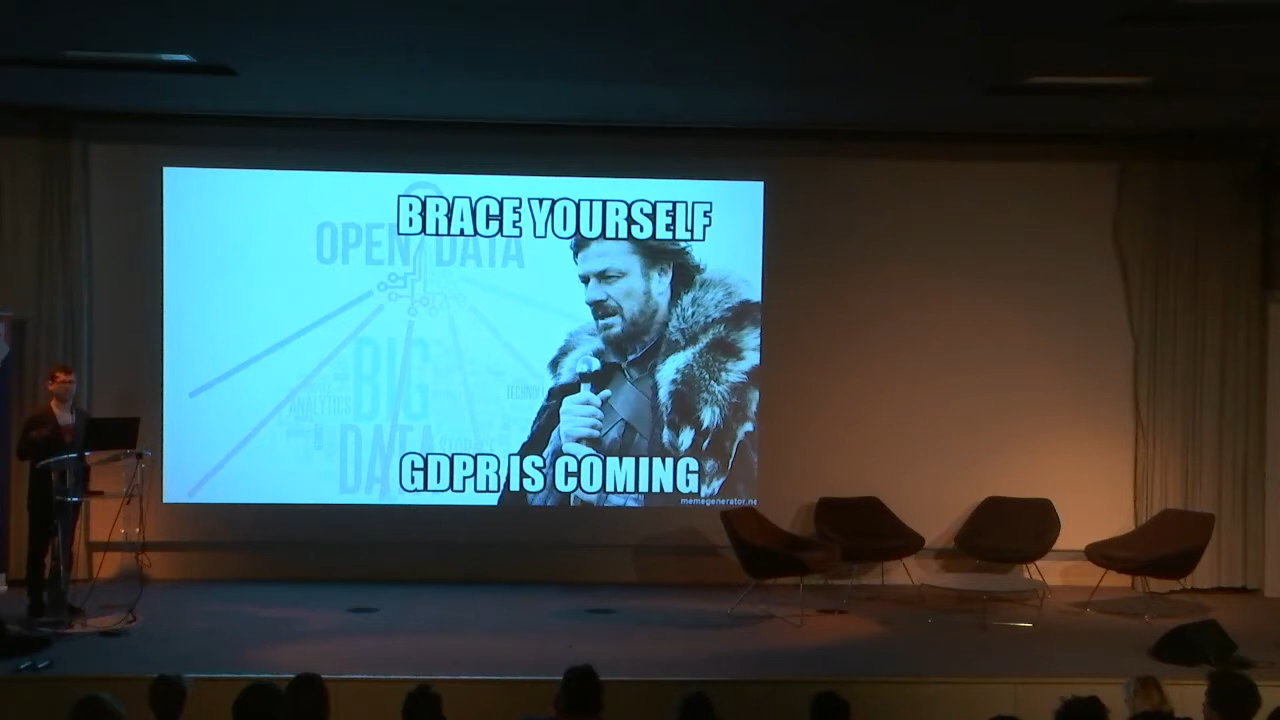 BRACE YOURSELF
OPEN DATA
BIG
ANALYTICS
DATA
GDPR IS COMING
memegenerator.ne